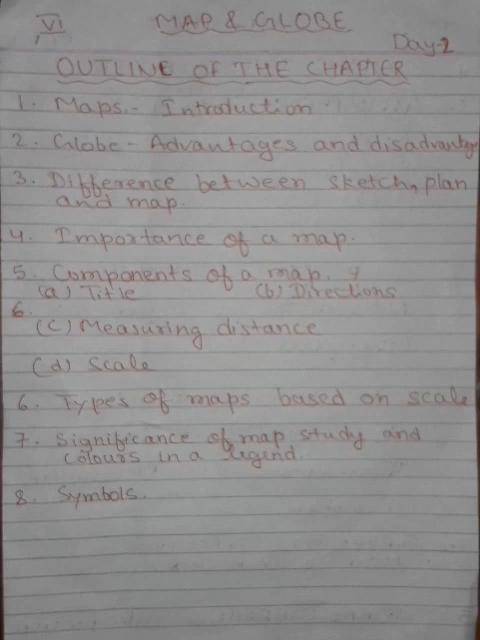 VI
MAP & GLOBE
Day-2
OUTLINE OF THE CHAPTER
1. Maps - Introduction
2. Globe - Advantages and disadvantages
3. Difference between sketch, plan
and map.
4. Importance of a map.
5. Components of a map.
(a) Title (b) Directions
6.
(c) Measuring distance
(d) Scale
6. Types of maps based on scale
7. Significance of map study and
colours in a legend.
8. Symbols.